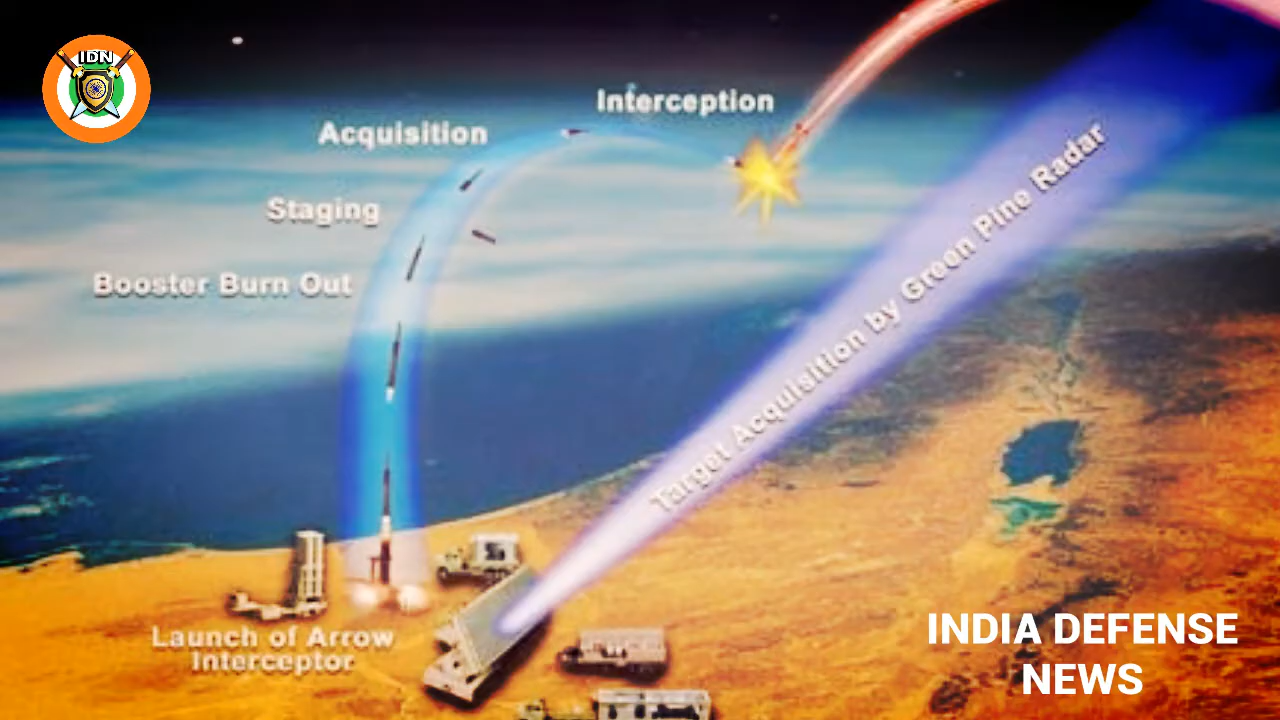 IDN
Interception
Acquisition
Staging
Booster Burn Out
Target Acquisition by Green Pine Radar
Launch of Arrow
Interceptor
INDIA DEFENSE
NEWS